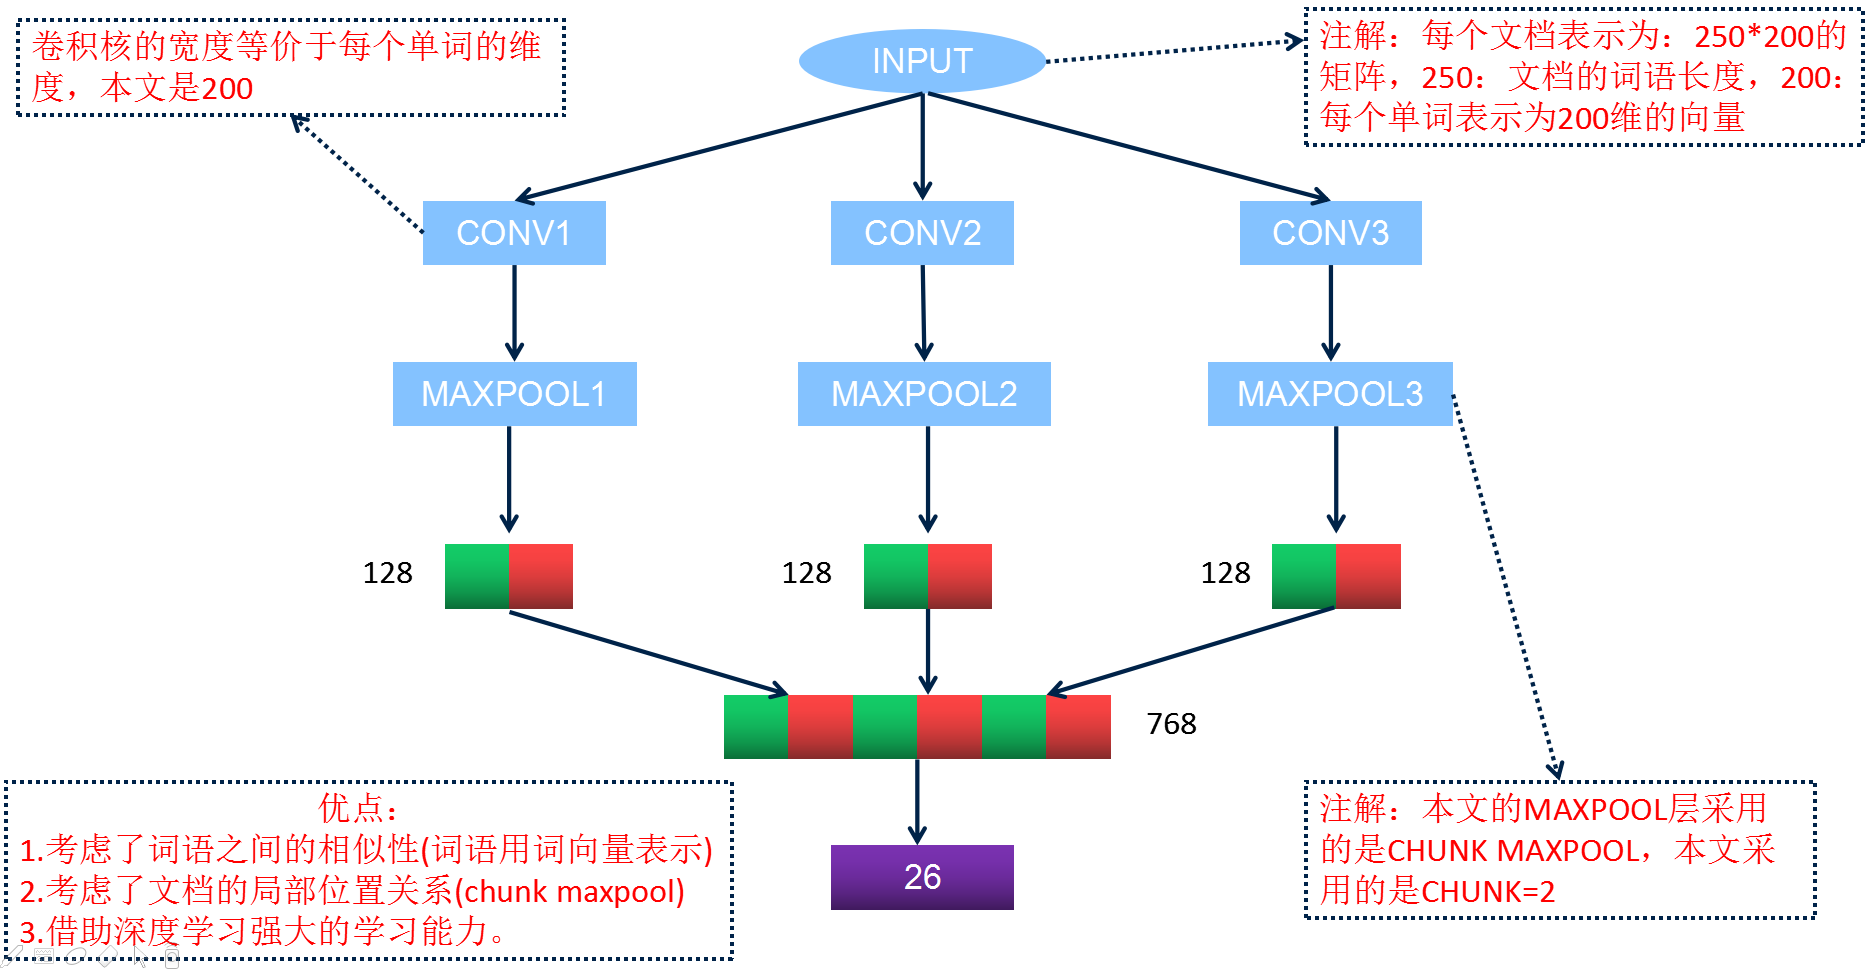 卷积核的宽度等价于每个单词的维
度，本文是200
INPUT
注解：每个文档表示为：250*200的
矩阵，250：文档的词语长度，200：
每个单词表示为200维的向量
CONV1
CONV2
CONV3
MAXPOOL1
MAXPOOL2
MAXPOOL3
128
128
128
768
优点：
1.考虑了词语之间的相似性(词语用词向量表示)
2.考虑了文档的局部位置关系(chunk maxpool)
3.借助深度学习强大的学习能力。
26
注解：本文的MAXPOOL层采用
的是CHUNK MAXPOOL，本文采
用的是CHUNK=2